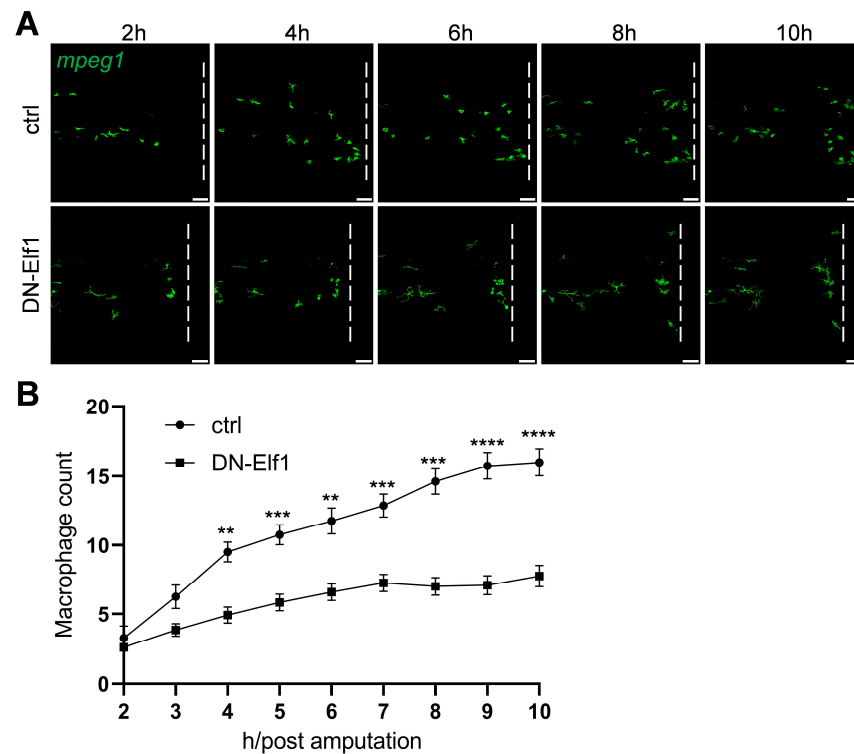 A
2h 4h 6h 8h 10h
mpeg1
ctrl
DN-Elf1
B
20
15
10
5
0
Macrophage count
ctrl
DN-Elf1
** *** ** *** *** **** ****
2 3 4 5 6 7 8 9 10
h/post amputation